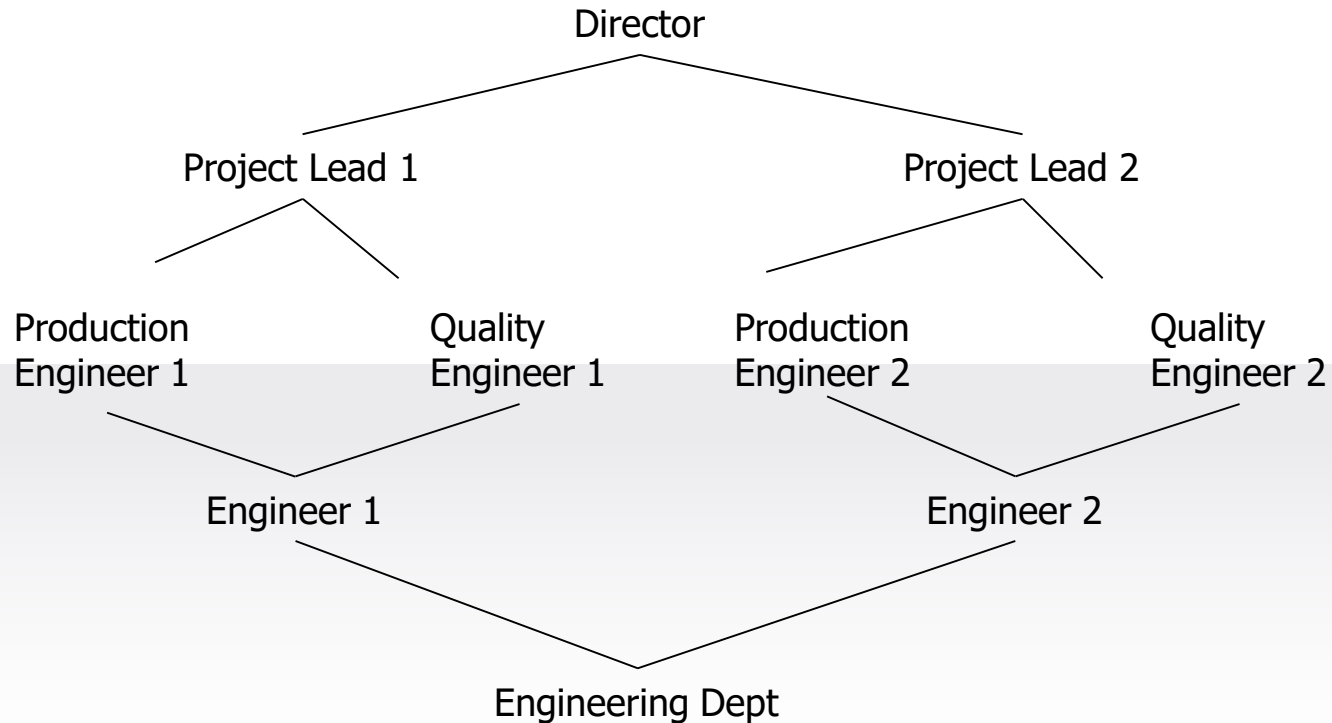 Director
Project Lead 1
Project Lead 2
Production
Engineer 1
Quality
Engineer 1
Production
Engineer 2
Quality
Engineer 2
Engineer 1
Engineer 2
Engineering Dept